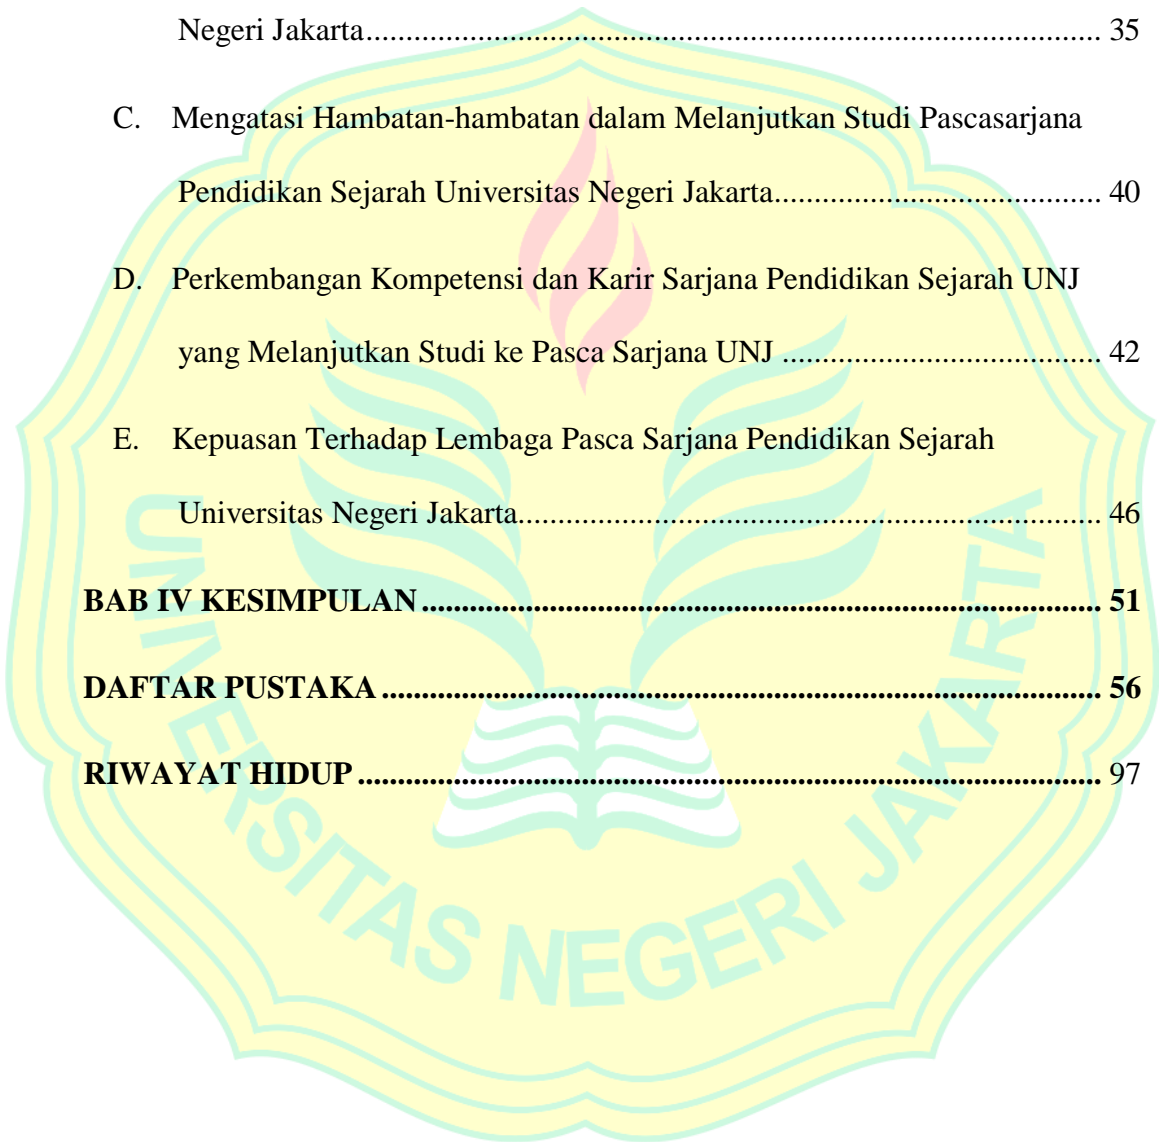 Negeri Jakarta............................................................................................. 35
C. Mengatasi Hambatan-hambatan dalam Melanjutkan Studi Pascasarjana
Pendidikan Sejarah Universitas Negeri Jakarta......................................... 40
D. Perkembangan Kompetensi dan Karir Sarjana Pendidikan Sejarah UNJ
yang Melanjutkan Studi ke Pasca Sarjana UNJ ........................................ 42
E. Kepuasan Terhadap Lembaga Pasca Sarjana Pendidikan Sejarah
Universitas Negeri Jakarta......................................................................... 46
BAB IV KESIMPULAN...................................................................................... 51
DAFTAR PUSTAKA........................................................................................... 56
RIWAYAT HIDUP .............................................................................................. 97
UNIVERSITAS NEGERI JAKARTA